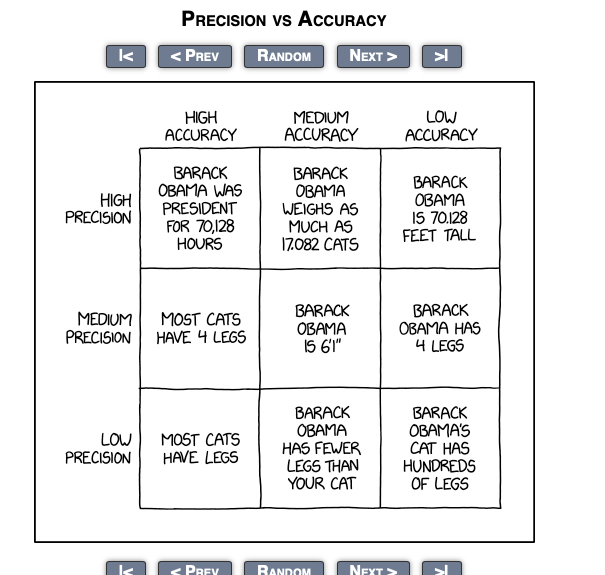 Precision vs Accuracy
|<
< Prev
Random
Next >
>|
HIGH
ACCURACY
MEDIUM
ACCURACY
LOW
ACCURACY
HIGH
PRECISION
BARACK
OBAMA WAS
PRESIDENT
FOR 70,128
HOURS
BARACK
OBAMA
WEIGHS AS
MUCH AS
17.082 CATS
BARACK
OBAMA
IS 70.128
FEET TALL
MEDIUM
PRECISION
MOST CATS
HAVE 4 LEGS
BARACK
OBAMA
IS 6'1"
BARACK
OBAMA HAS
4 LEGS
LOW
PRECISION
MOST CATS
HAVE LEGS
BARACK
OBAMA
HAS FEWER
LEGS THAN
YOUR CAT
BARACK
OBAMA'S
CAT HAS
HUNDREDS
OF LEGS
|<
< Prev
Random
Next >
>|